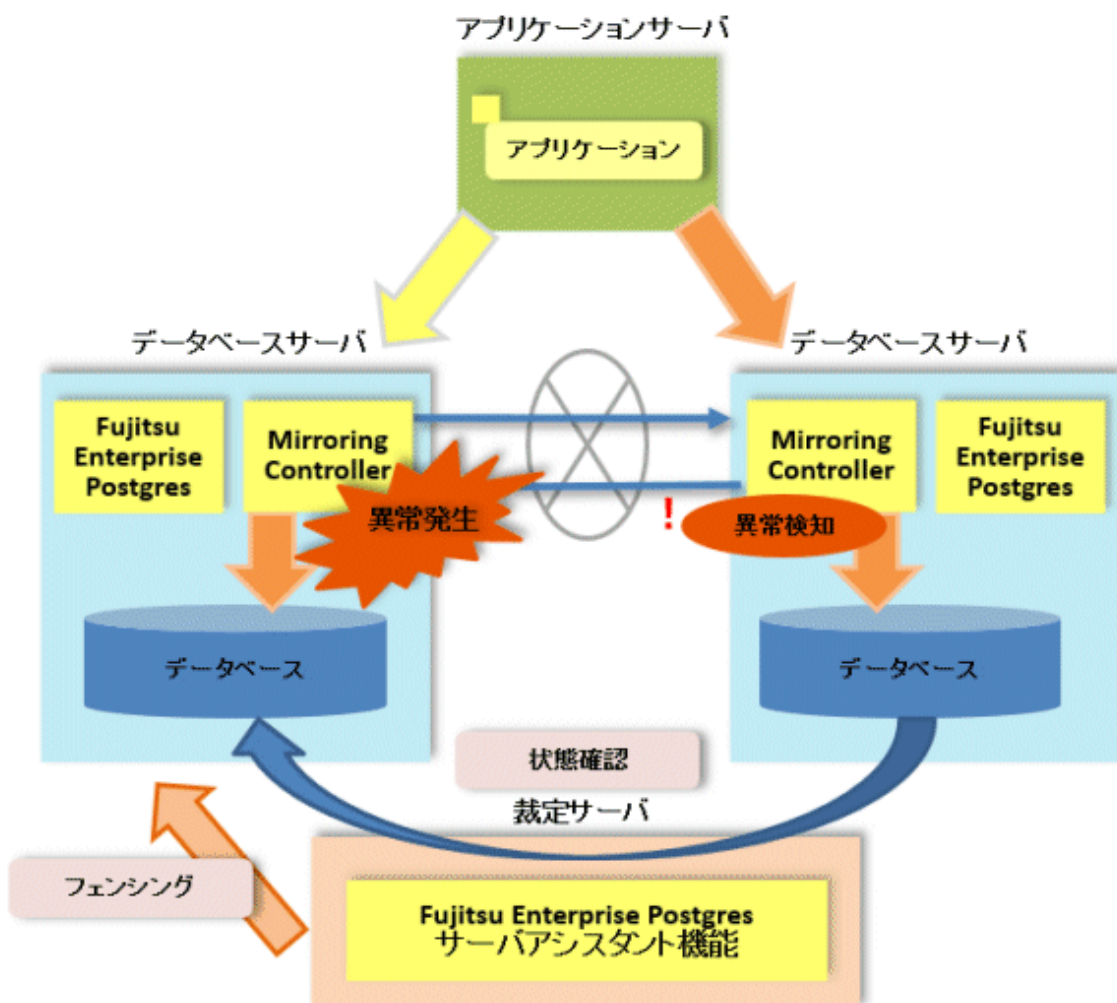 アプリケーションサーバ
アプリケーション
データベースサーバ
データベースサーバ
Fujitsu
Enterprise
Postgres
Mirroring
Controller
Mirroring
Controller
Fujitsu
Enterprise
Postgres
異常発生
!
異常検知
データベース
データベース
状態確認
裁定サーバ
フェンシング
Fujitsu Enterprise Postgres
サーバアシスタント機能